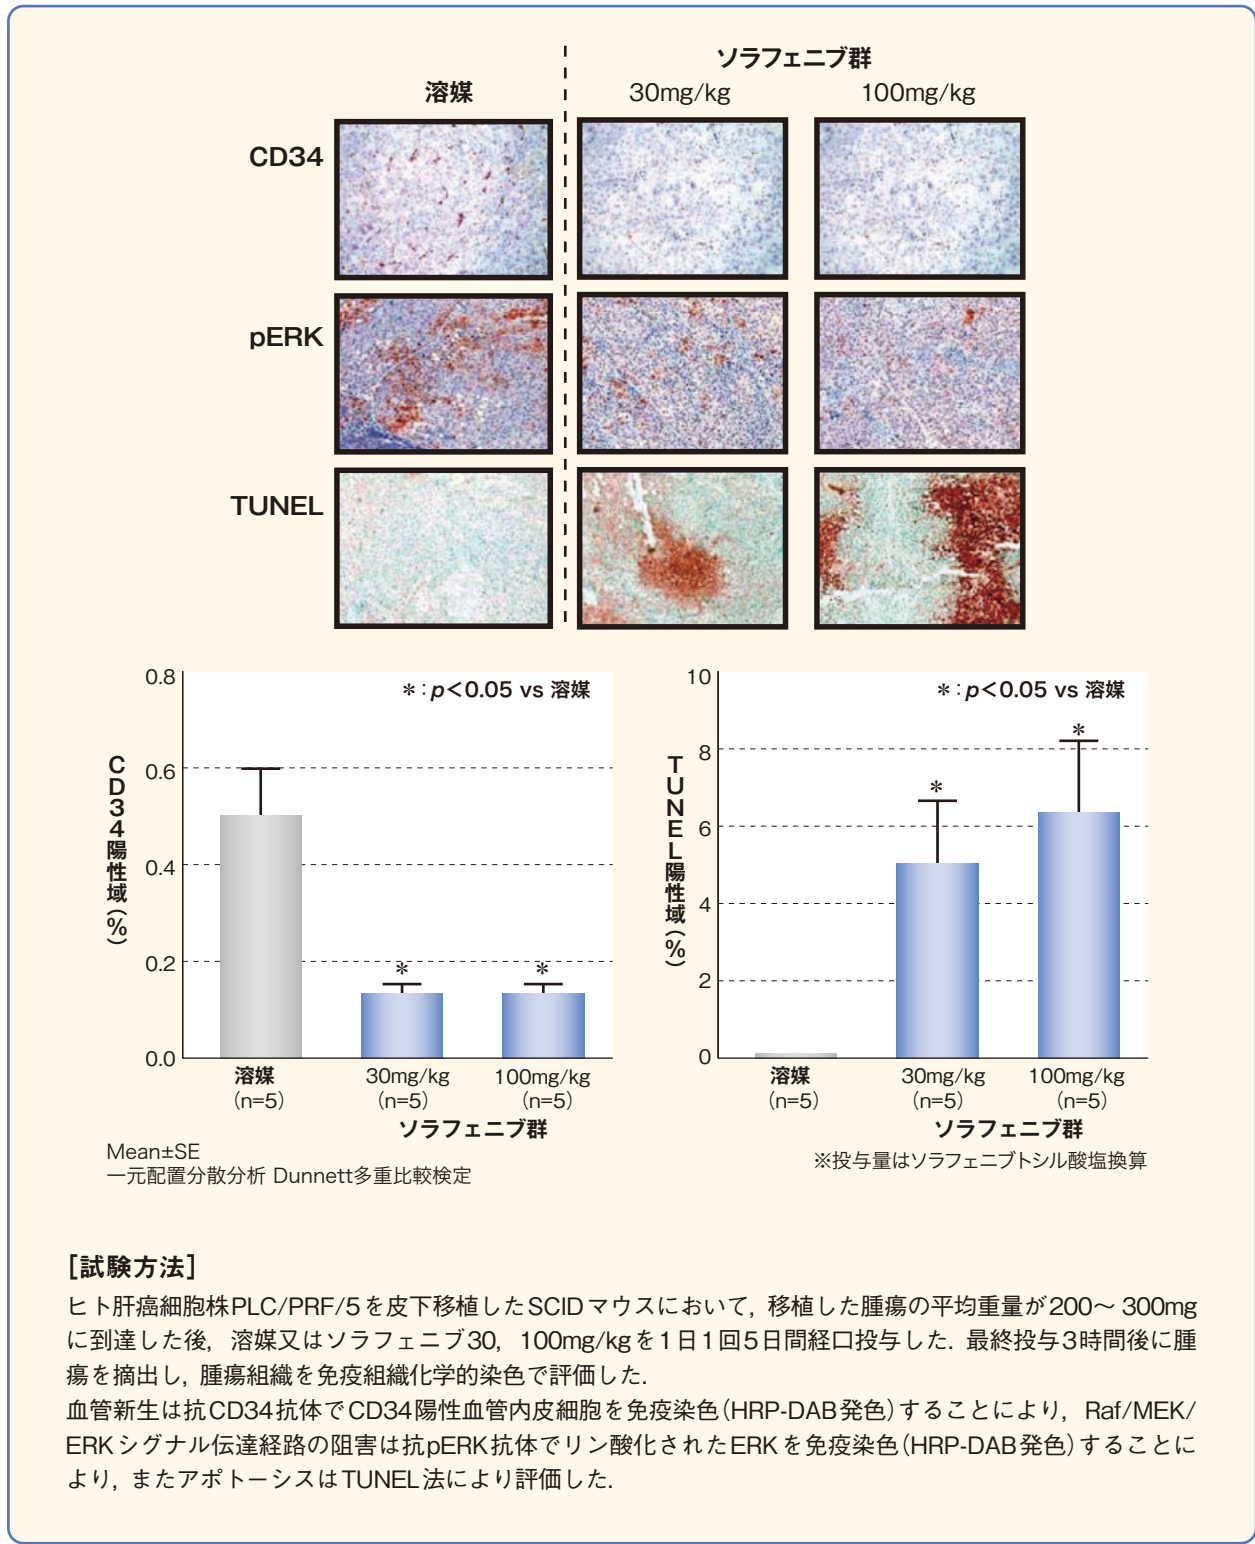 ソラフェニブ群
溶媒 30mg/kg 100mg/kg
CD34
pERK
TUNEL
CD34陽性域(%)
0.8
0.6
0.4
0.2
0.0
*:p<0.05 vs 溶媒
*
*
溶媒 30mg/kg 100mg/kg
(n=5) (n=5) (n=5)
ソラフェニブ群
Mean±SE
一元配置分散分析 Dunnett多重比較検定
TUNEL陽性域(%)
10
8
6
4
2
0
*:p<0.05 vs 溶媒
*
*
溶媒 30mg/kg 100mg/kg
(n=5) (n=5) (n=5)
ソラフェニブ群
※投与量はソラフェニブトシル酸塩換算
[試験方法]
ヒト肝癌細胞株PLC/PRF/5を皮下移植したSCIDマウスにおいて, 移植した腫瘍の平均重量が200〜300mg
に到達した後, 溶媒又はソラフェニブ30, 100mg/kgを1日1回5日間経口投与した. 最終投与3時間後に腫
瘍を摘出し, 腫瘍組織を免疫組織化学的染色で評価した.
血管新生は抗CD34抗体でCD34陽性血管内皮細胞を免疫染色(HRP-DAB発色)することにより, Raf/MEK/
ERKシグナル伝達経路の阻害は抗pERK抗体でリン酸化されたERKを免疫染色(HRP-DAB発色)することに
より, またアポトーシスはTUNEL法により評価した.